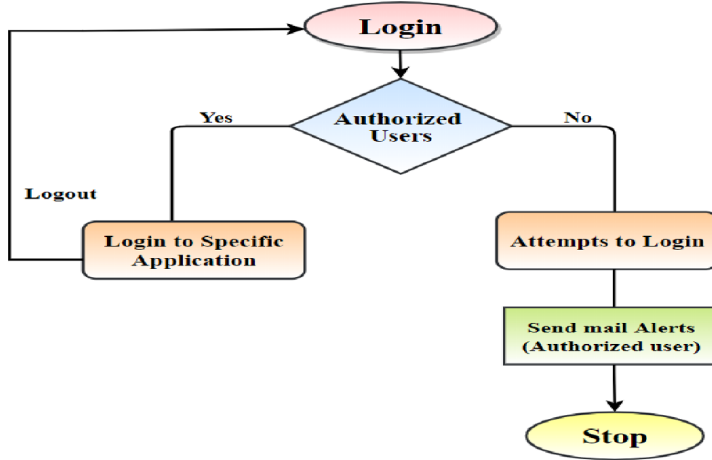 Login
Authorized
Users
Yes
No
Logout
Login to Specific
Application
Attempts to Login
Send mail Alerts
(Authorized user)
Stop